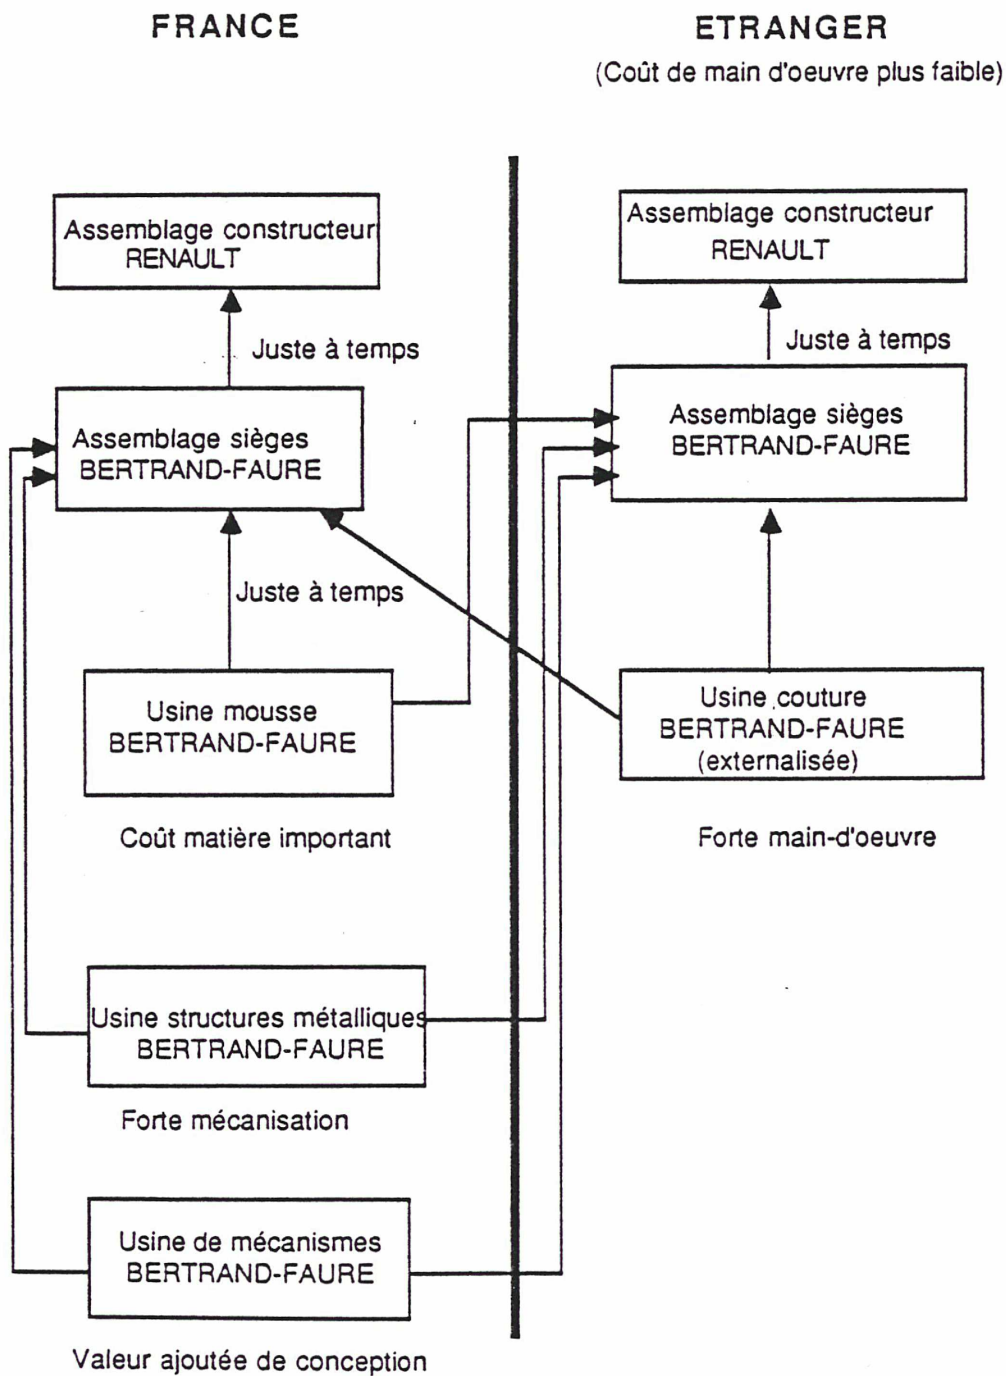 FRANCE
ETRANGER
(Coût de main d'oeuvre plus faible)
Assemblage constructeur
RENAULT
Assemblage constructeur
RENAULT
Juste à temps
Juste à temps
Assemblage sièges
BERTRAND-FAURE
Assemblage sièges
BERTRAND-FAURE
Juste à temps
Usine mousse
BERTRAND-FAURE
Usine couture
BERTRAND-FAURE
(externalisée)
Coût matière important
Forte main-d'oeuvre
Usine structures métalliques
BERTRAND-FAURE
Forte mécanisation
Usine de mécanismes
BERTRAND-FAURE
Valeur ajoutée de conception